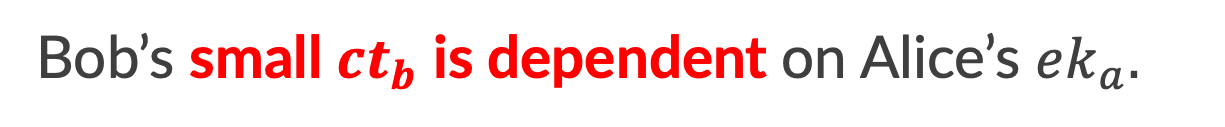 Bob’s small ct_b is dependent on Alice’s ek_a.